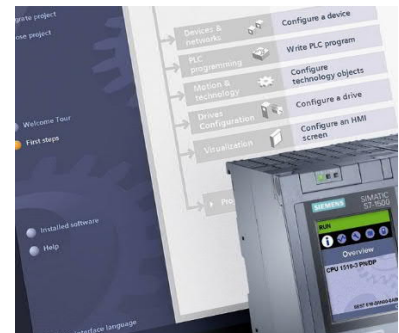 grate project
ose project
Welcome Tour
First steps
Installed software
Help
terface language
Devices &
networks
Configure a device
PLC
programming
Write PLC program
Motion &
technology
Configure
technology objects
Drives
Configuration
Configure a drive
Visualization
Configure an HMI
screen
Pro
SIEMENS
SIMATIC
S7-1500
RUN
Overview
CPU 1516-3 PN/DP